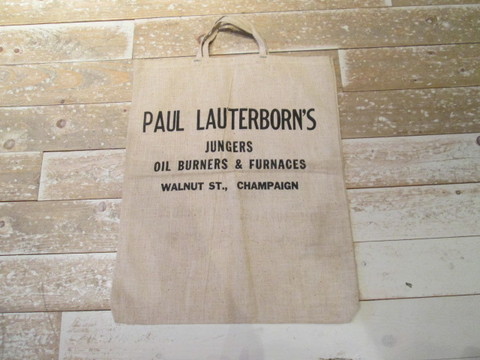 PAUL LAUTERBORN'S
JUNGERS
OIL BURNERS & FURNACES
WALNUT ST., CHAMPAIGN